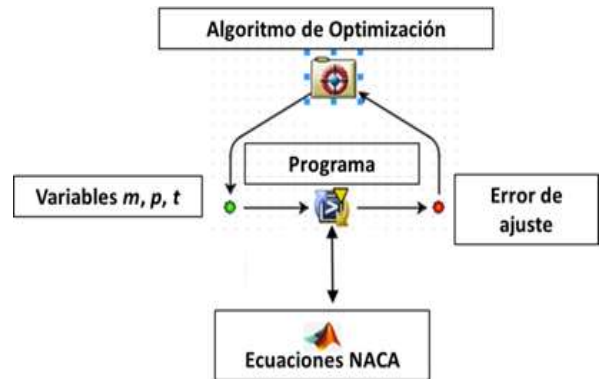 Algoritmo de Optimización
Programa
Variables m, p, t
Error de
ajuste
Ecuaciones NACA